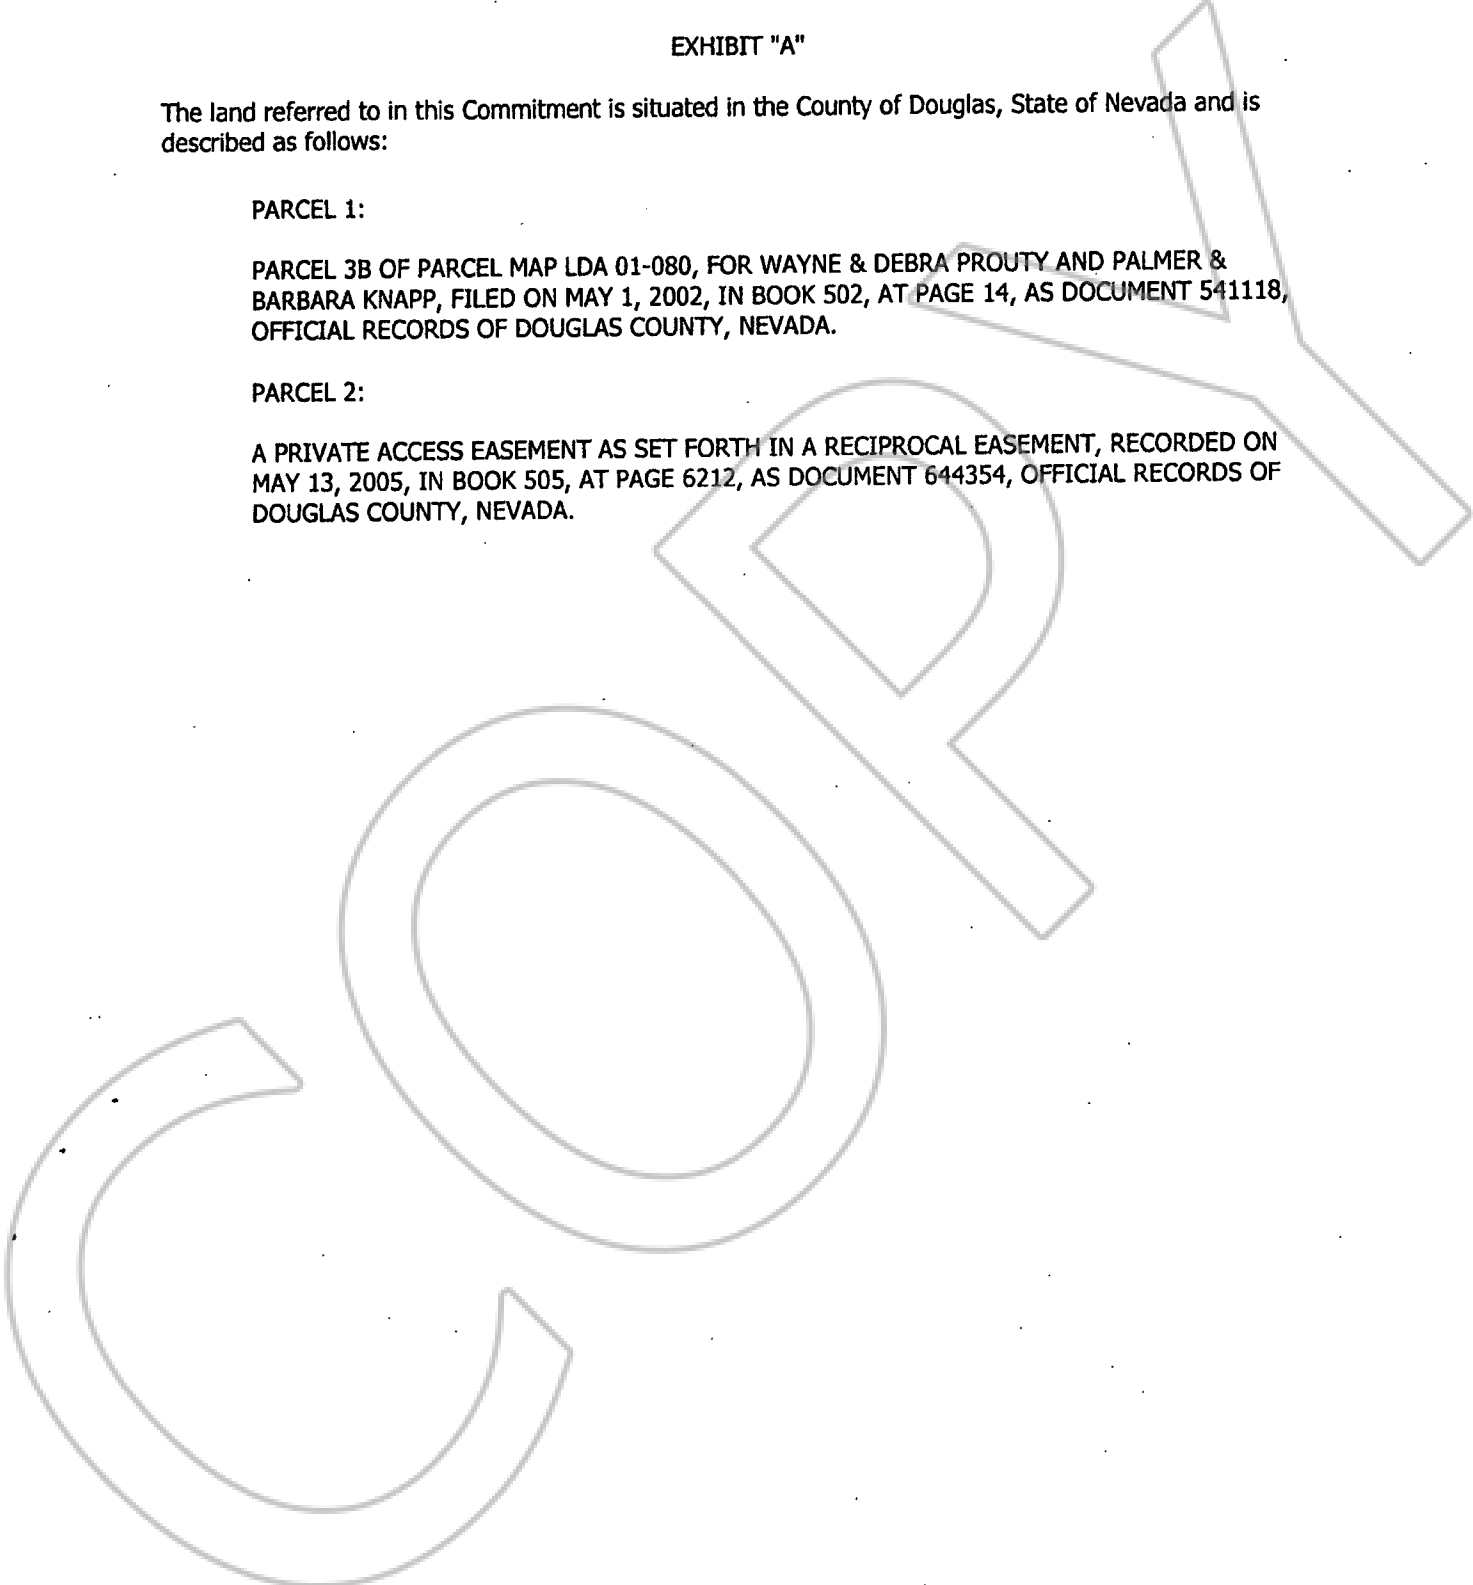 EXHIBIT "A"
The land referred to in this Commitment is situated in the County of Douglas, State of Nevada and is
described as follows:
PARCEL 1:
PARCEL 3B OF PARCEL MAP LDA 01-080, FOR WAYNE & DEBRA PROUTY AND PALMER &
BARBARA KNAPP, FILED ON MAY 1, 2002, IN BOOK 502, AT PAGE 14, AS DOCUMENT 541118,
OFFICIAL RECORDS OF DOUGLAS COUNTY, NEVADA.
PARCEL 2:
A PRIVATE ACCESS EASEMENT AS SET FORTH IN A RECIPROCAL EASEMENT, RECORDED ON
MAY 13, 2005, IN BOOK 505, AT PAGE 6212, AS DOCUMENT 644354, OFFICIAL RECORDS OF
DOUGLAS COUNTY, NEVADA.
COPY